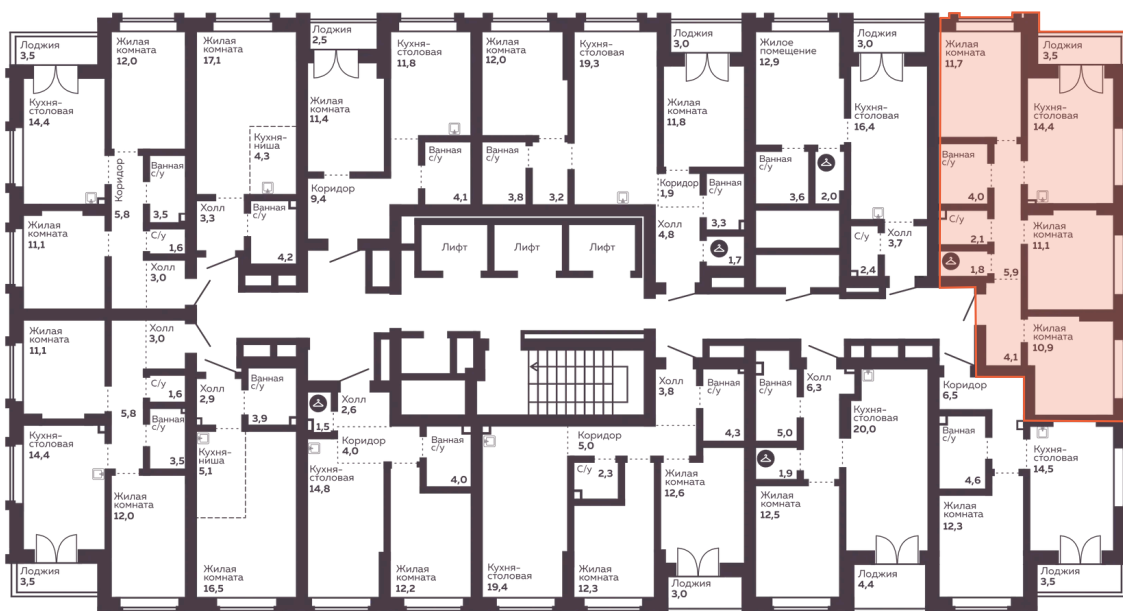 Лоджия
3,5
Жилая
комната
12,0
Жилая
комната
17,1
Лоджия
2,5
Кухня-
столовая
11,8
Жилая
комната
12,0
Кухня-
столовая
19,3
Лоджия
3,0
Жилое
помещение
12,9
Лоджия
3,0
Жилая
комната
11,7
Лоджия
3,5
Кухня-
столовая
14,4
Жилая
комната
11,4
Жилая
комната
11,8
Кухня-
столовая
16,4
Кухня-
столовая
14,4
Кухня-
ниша
4,3
Коридор
5,8
Ванная
с/у
3,5
Коридор
9,4
Ванная
с/у
4,1
Ванная
с/у
3,8
3,2
Коридор
1,9
Ванная
с/у
3,3
Ванная
с/у
3,6
2,0
Ванная
с/у
4,0
Жилая
комната
11,1
Холл
3,3
Ванная
с/у
4,2
С/у
1,6
Холл
3,0
Лифт
Лифт
Лифт
Холл
4,8
1,7
С/у
2,4
Холл
3,7
С/у
2,1
1,8
5,9
Жилая
комната
11,1
Жилая
комната
11,1
Холл
3,0
4,1
Жилая
комната
10,9
С/у
1,6
5,8
Холл
2,9
Ванная
с/у
3,9
Холл
2,6
1,5
Холл
3,8
Ванная
с/у
4,3
Ванная
с/у
5,0
Холл
6,3
Коридор
6,5
Ванная
с/у
3,5
Кухня-
столовая
14,4
Кухня-
ниша
5,1
Коридор
4,0
Кухня-
столовая
14,8
Ванная
с/у
4,0
Коридор
5,0
С/у
2,3
1,9
Кухня-
столовая
20,0
Ванная
с/у
4,6
Кухня-
столовая
14,5
Жилая
комната
12,0
Жилая
комната
12,6
Жилая
комната
12,5
Жилая
комната
12,3
Лоджия
3,5
Жилая
комната
16,5
Жилая
комната
12,2
Кухня-
столовая
19,4
Жилая
комната
12,3
Лоджия
3,0
Лоджия
4,4
Лоджия
3,5